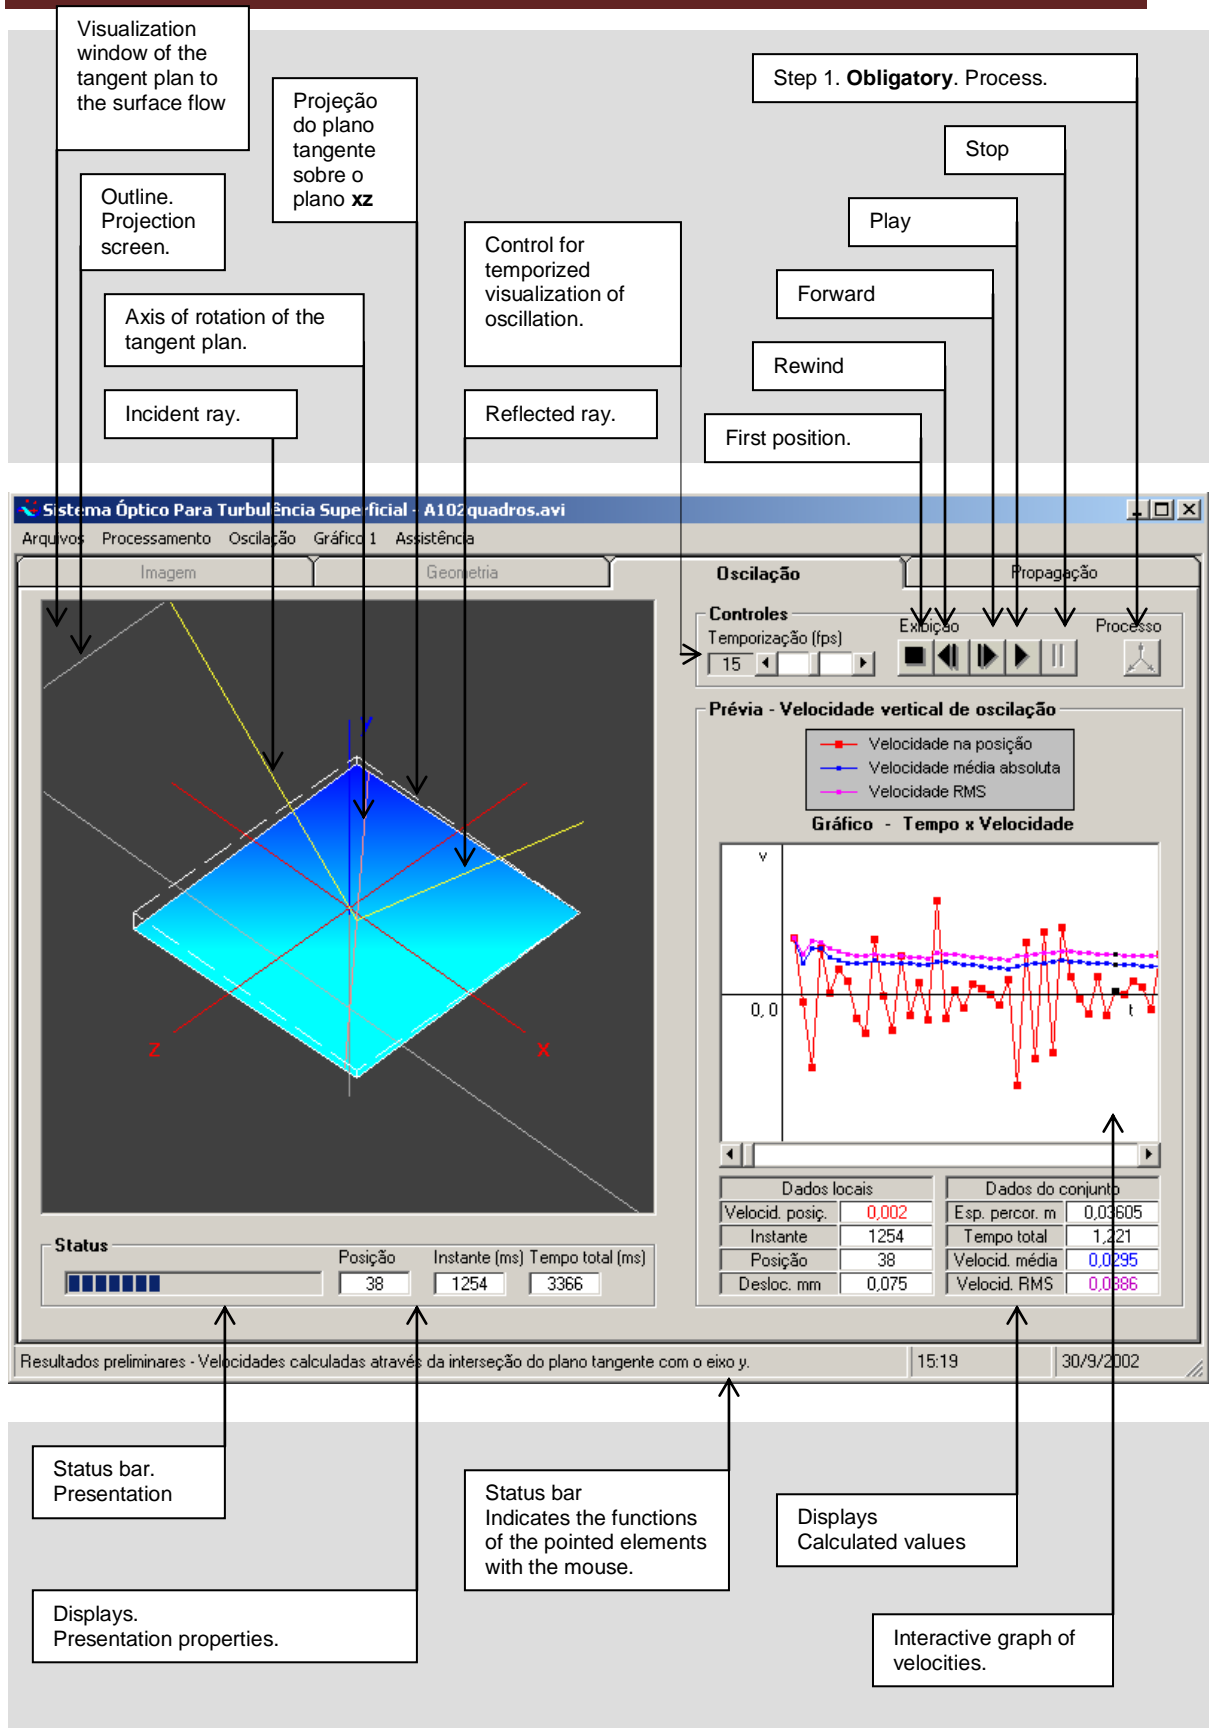 Visualization
window of the
tangent plan to
the surface flow
Projeção
do plano
tangente
sobre o
plano xz
Step 1. Obligatory. Process.
Stop
Outline.
Projection
screen.
Play
Control for
temporized
visualization of
oscillation.
Forward
Axis of rotation of the
tangent plan.
Rewind
Incident ray.
Reflected ray.
First position.
Sistema Óptico Para Turbulência Superficial - A102quadros.avi
Arquivos Processamento Oscilação Gráfico 1 Assistência
Imagem Geometria Oscilação Propagação
Controles
Temporização (fps)
15
Exibição
Processo
y
z
x
Prévia - Velocidade vertical de oscilação
Velocidade na posição
Velocidade média absoluta
Velocidade RMS
Gráfico - Tempo x Velocidade
v
0,0
t
Dados locais
Velocid. posiç. 0,002
Instante 1254
Posição 38
Desloc. mm 0,075
Dados do conjunto
Esp. percor. m 0,03605
Tempo total 1,221
Velocid. média 0,0295
Velocid. RMS 0,0386
Status
Posição Instante (ms) Tempo total (ms)
38 1254 3366
Resultados preliminares - Velocidades calculadas através da interseção do plano tangente com o eixo y.
15:19
30/9/2002
Status bar.
Presentation
Status bar
Indicates the functions
of the pointed elements
with the mouse.
Displays
Calculated values
Displays.
Presentation properties.
Interactive graph of
velocities.